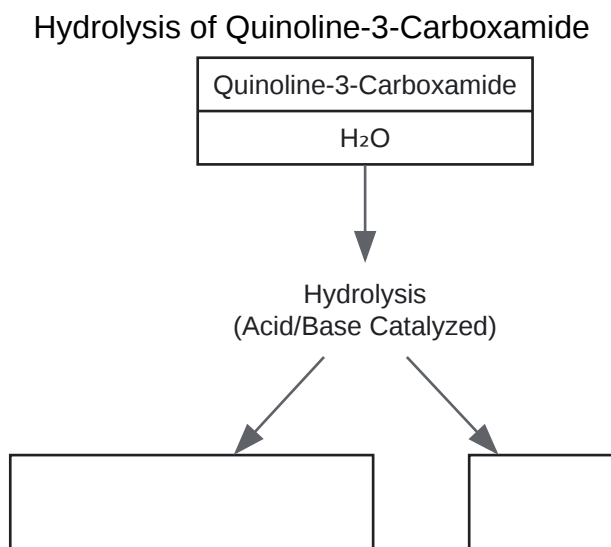 Hydrolysis of Quinoline-3-Carboxamide
Quinoline-3-Carboxamide
H₂O
Hydrolysis
(Acid/Base Catalyzed)